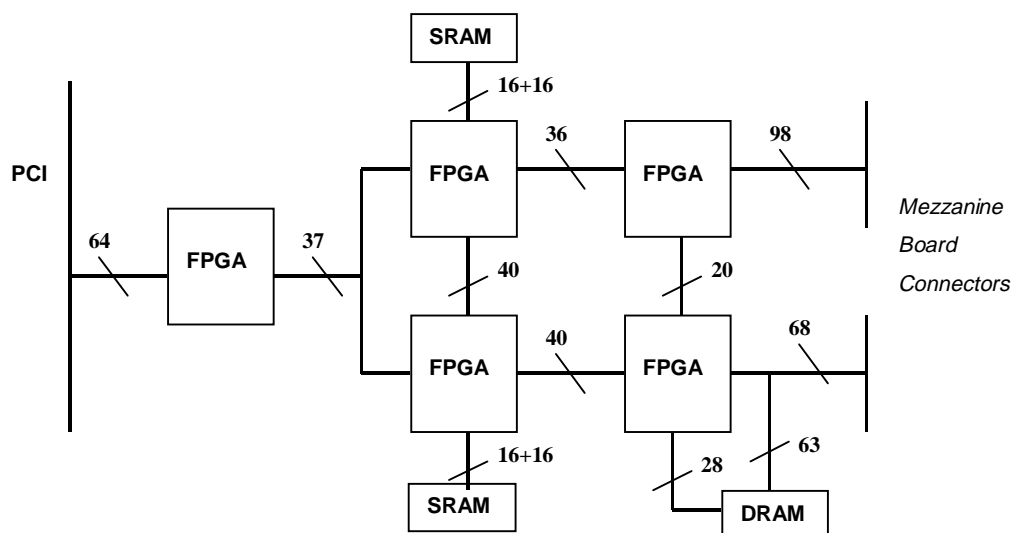 SRAM
16+16
36
98
PCI
FPGA
FPGA
Mezzanine
64
FPGA
37
Board
40
20
Connectors
40
68
FPGA
FPGA
16+16
28
63
SRAM
DRAM